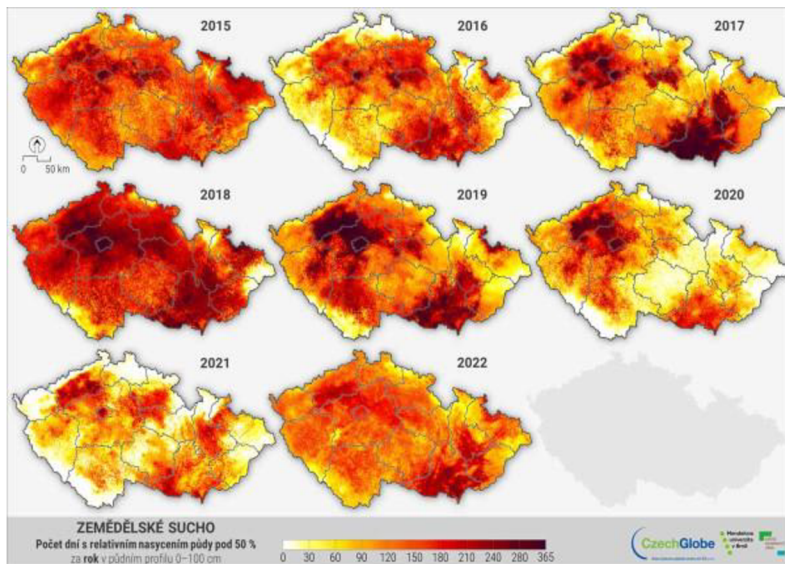 2015
2016
2017
0 50 km
2018
2019
2020
2021
2022
ZEMĚDĚLSKÉ SUCHO
Počet dní s relativním nasycením půdy pod 50 %
za rok v půdním profilu 0–100 cm
0 30 60 90 120 150 180 210 240 280 365
CzechGlobe
Mendelova
univerzita
v Brně